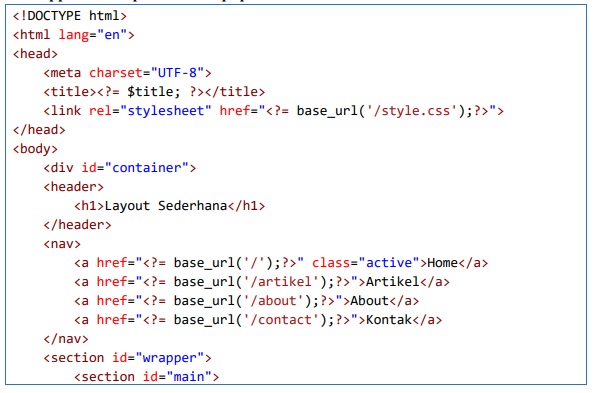 <!DOCTYPE html>
<html lang="en">
<head>
    <meta charset="UTF-8">
    <title><?= $title; ?></title>
    <link rel="stylesheet" href="<?= base_url('/style.css');?>">
</head>
<body>
    <div id="container">
    <header>
        <h1>Layout Sederhana</h1>
    </header>
    <nav>
        <a href="<?= base_url('/');?>" class="active">Home</a>
        <a href="<?= base_url('/artikel');?>">Artikel</a>
        <a href="<?= base_url('/about');?>">About</a>
        <a href="<?= base_url('/contact');?>">Kontak</a>
    </nav>
    <section id="wrapper">
        <section id="main">